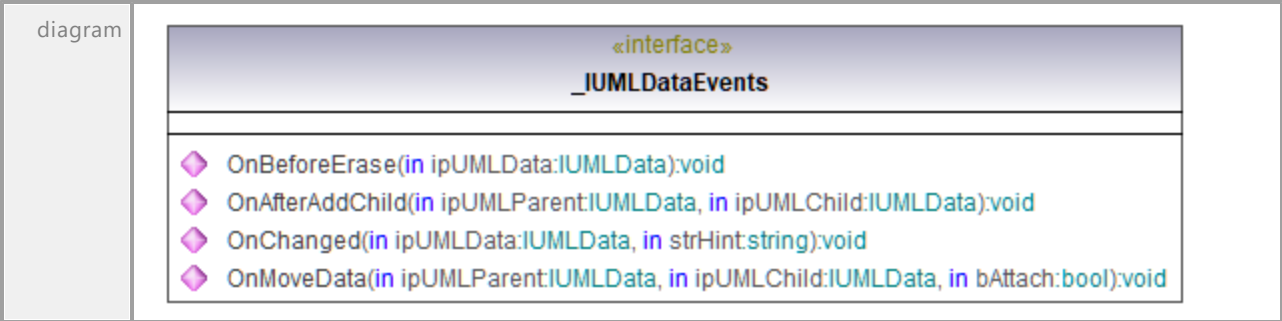 diagram
«interface»
_IUMLDataEvents
OnBeforeErase(in ipUMLData:IUMLData):void
OnAfterAddChild(in ipUMLParent:IUMLData, in ipUMLChild:IUMLData):void
OnChanged(in ipUMLData:IUMLData, in strHint:string):void
OnMoveData(in ipUMLParent:IUMLData, in ipUMLChild:IUMLData, in bAttach:bool):void